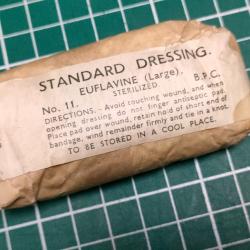 STANDARD DRESSING.
EUFLAVINE (Large).
No. 11. STERILIZED B.P.C.
DIRECTIONS.- Avoid touching wound, and when
opening dressing do not finger antiseptic pad.
Place pad over wound, retain hold of short end of
bandage, wind remainder firmly and tie in a knot.
TO BE STORED IN A COOL PLACE.